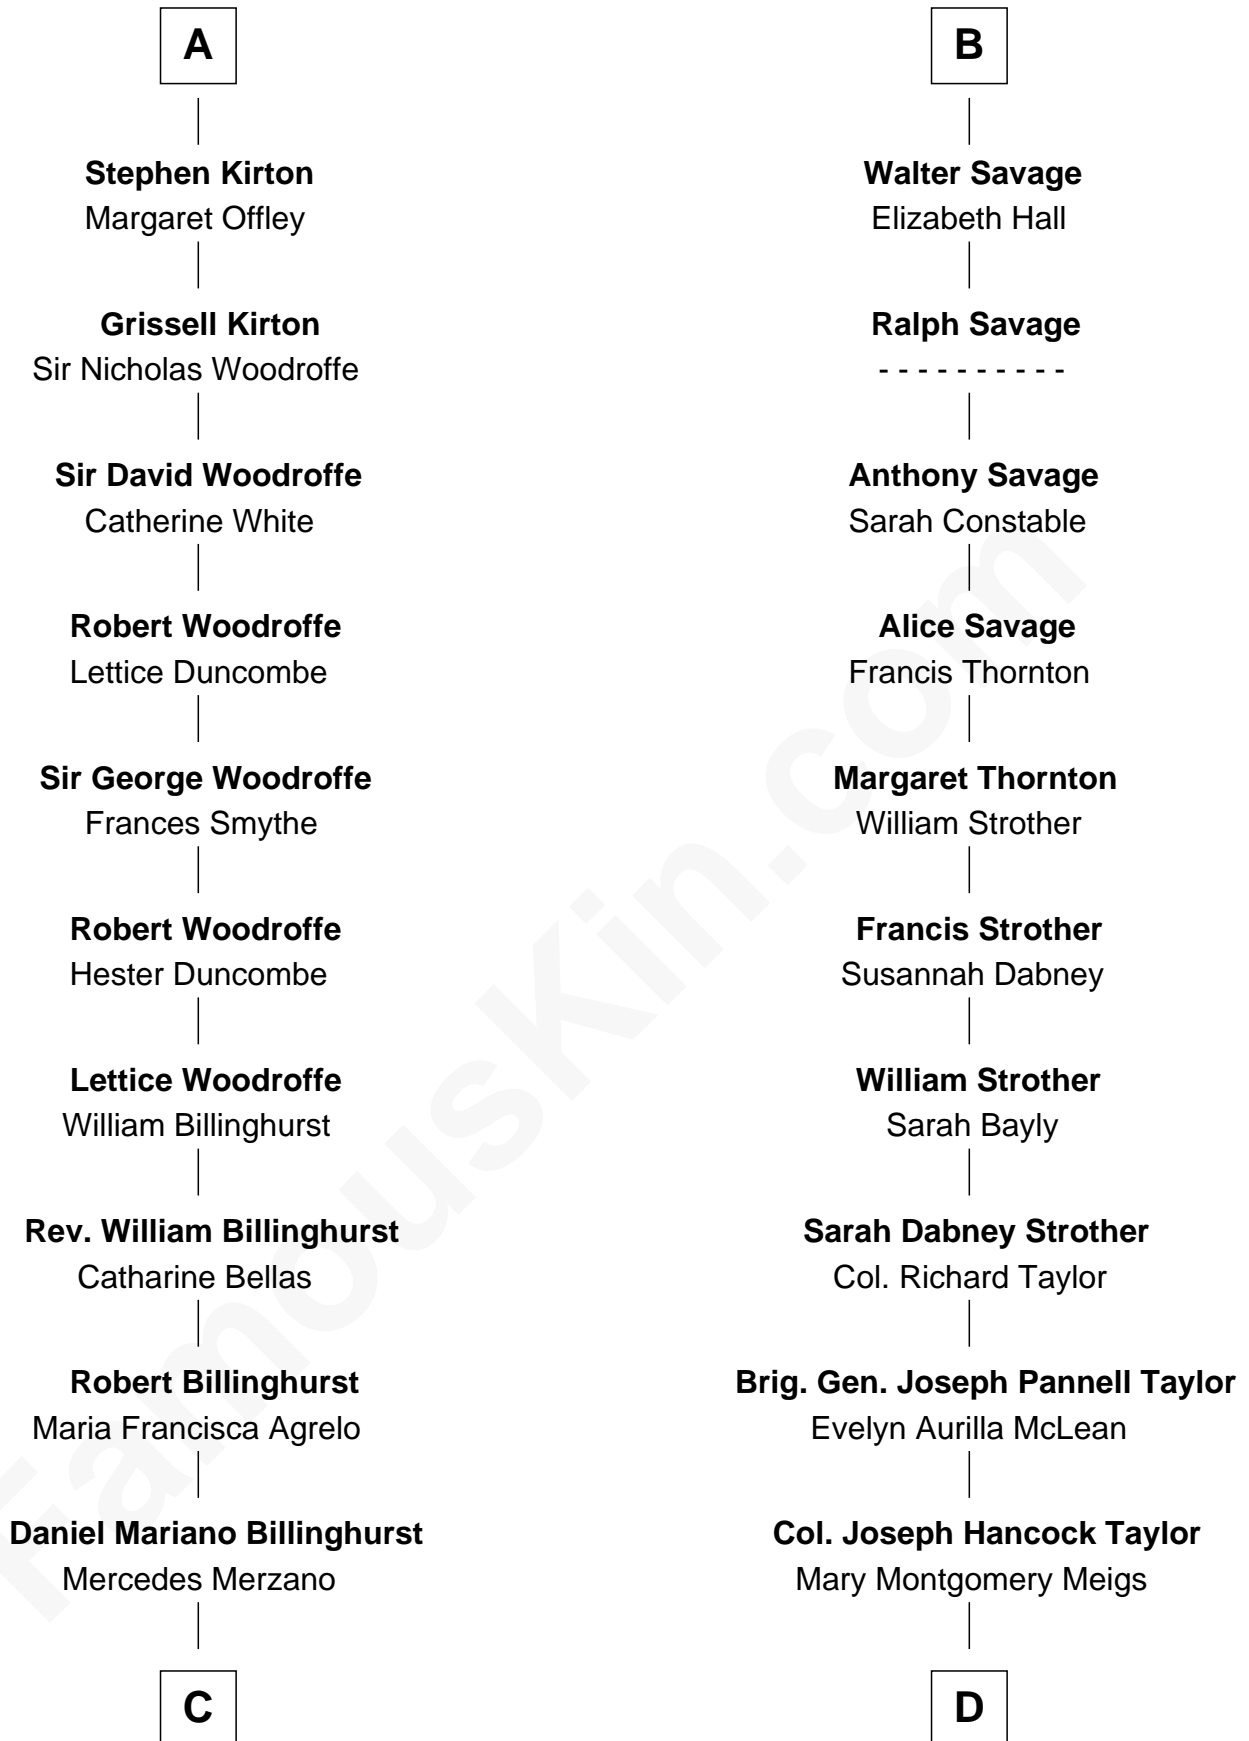 A
Stephen Kirton
Margaret Offley
Grissell Kirton
Sir Nicholas Woodroffe
Sir David Woodroffe
Catherine White
Robert Woodroffe
Lettice Duncombe
Sir George Woodroffe
Frances Smythe
Robert Woodroffe
Hester Duncombe
Lettice Woodroffe
William Billinghurst
Rev. William Billinghurst
Catharine Bellas
Robert Billinghurst
Maria Francisca Agrelo
Daniel Mariano Billinghurst
Mercedes Merzano
C
B
Walter Savage
Elizabeth Hall
Ralph Savage
- - - - - - - - - -
Anthony Savage
Sarah Constable
Alice Savage
Francis Thornton
Margaret Thornton
William Strother
Francis Strother
Susannah Dabney
William Strother
Sarah Bayly
Sarah Dabney Strother
Col. Richard Taylor
Brig. Gen. Joseph Pannell Taylor
Evelyn Aurilla McLean
Col. Joseph Hancock Taylor
Mary Montgomery Meigs
D
FamousKin.com